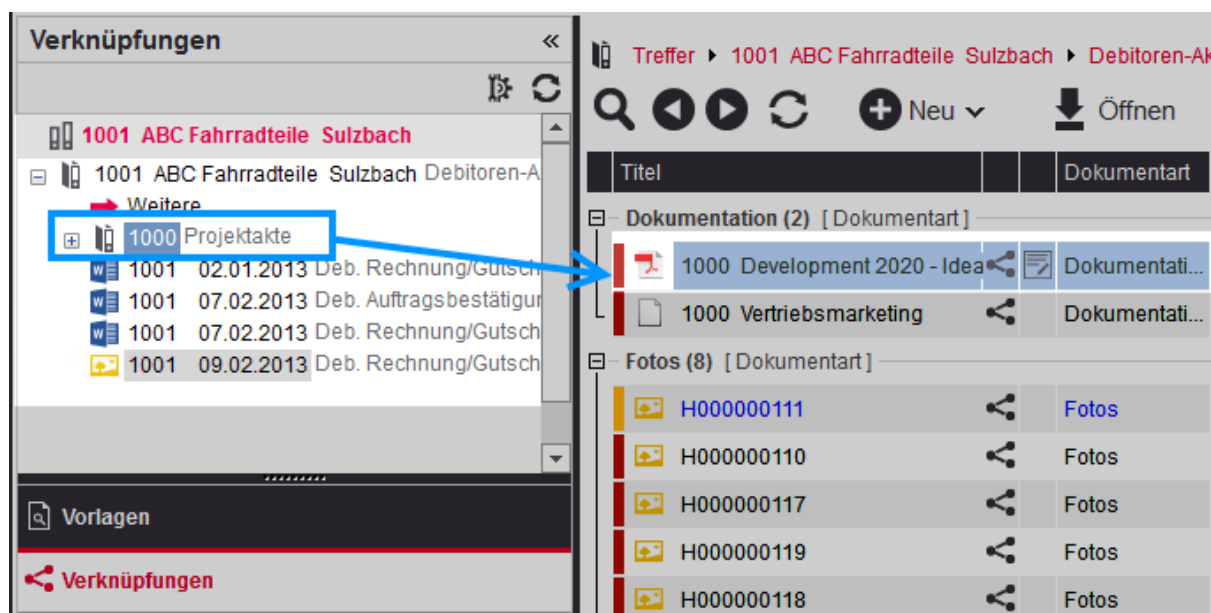 Verknüpfungen «
1001 ABC Fahrradteile Sulzbach
1001 ABC Fahrradteile Sulzbach Debitoren-A
Weitere
1000 Projektakte
1001 02.01.2013 Deb. Rechnung/Gutsch
1001 07.02.2013 Deb. Auftragsbestätigur
1001 07.02.2013 Deb. Rechnung/Gutsch
1001 09.02.2013 Deb. Rechnung/Gutsch
Vorlagen
Verknüpfungen
Treffer 1001 ABC Fahrradteile Sulzbach Debitoren-Ak
Neu Öffnen
Titel Dokumentart
Dokumentation (2) [Dokumentart]
1000 Development 2020 - Idea Dokumentati...
1000 Vertriebsmarketing Dokumentati...
Fotos (8) [Dokumentart]
H000000111 Fotos
H000000110 Fotos
H000000117 Fotos
H000000119 Fotos
H000000118 Fotos